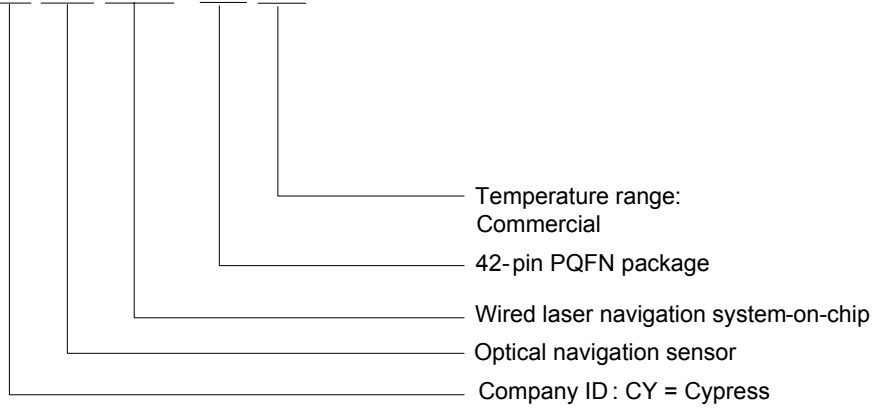 Temperature range:
Commercial
42-pin PQFN package
Wired laser navigation system-on-chip
Optical navigation sensor
Company ID : CY = Cypress